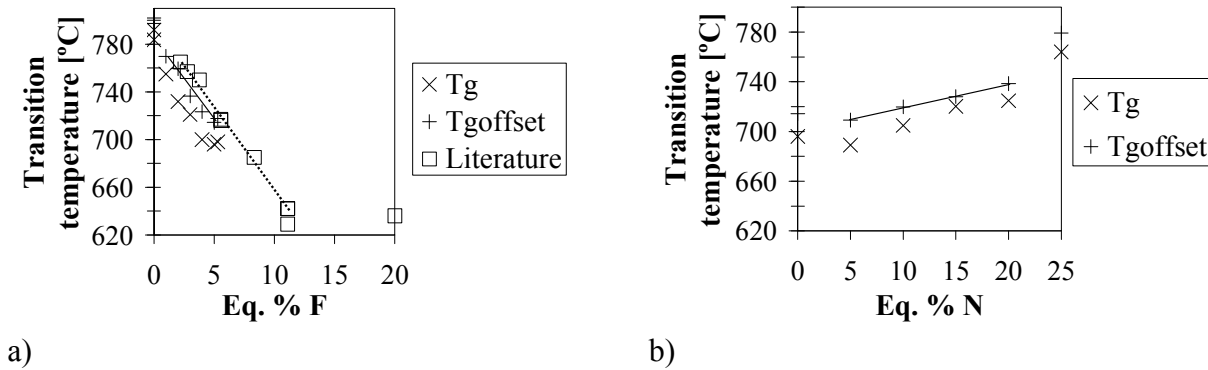 Transition
temperature [ºC]
780
740
700
660
620
0 5 10 15 20
Eq. % F
Tg
Tgoffset
Literature
a)
Transition
temperature [ºC]
780
740
700
660
620
0 5 10 15 20 25
Eq. % N
Tg
Tgoffset
b)